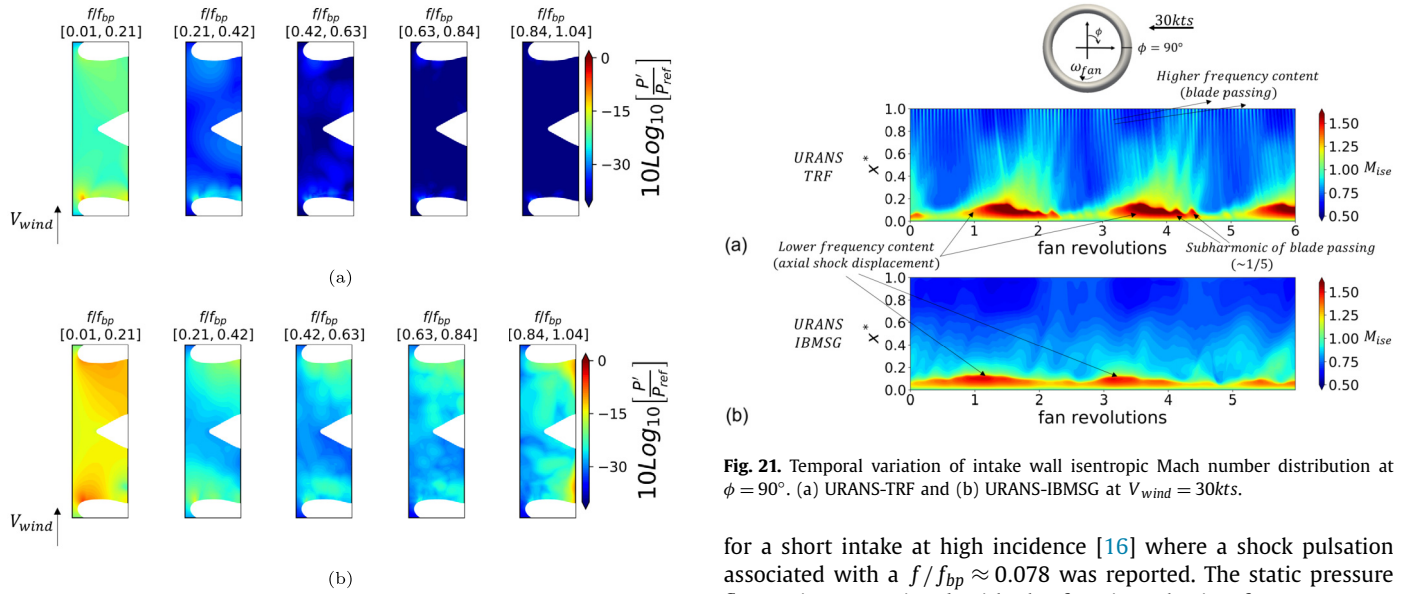 f/f_bp f/f_bp f/f_bp f/f_bp f/f_bp
[0.01, 0.21] [0.21, 0.42] [0.42, 0.63] [0.63, 0.84] [0.84, 1.04]
0
−15
−30
10Log10[P′/P_ref]
V_wind
(a)
f/f_bp f/f_bp f/f_bp f/f_bp f/f_bp
[0.01, 0.21] [0.21, 0.42] [0.42, 0.63] [0.63, 0.84] [0.84, 1.04]
0
−15
−30
10Log10[P′/P_ref]
V_wind
(b)
30kts
ϕ
ϕ = 90°
ω_fan
Higher frequency content
(blade passing)
URANS
TRF
x*
1.0
0.8
0.6
0.4
0.2
0.0
0 1 2 3 4 5 6
fan revolutions
1.50
1.25
1.00
0.75
0.50
M_ise
(a)
Lower frequency content
(axial shock displacement)
Subharmonic of blade passing
(~1/5)
URANS
IBMSG
x*
1.0
0.8
0.6
0.4
0.2
0.0
0 1 2 3 4 5
fan revolutions
1.50
1.25
1.00
0.75
0.50
M_ise
(b)
Fig. 21. Temporal variation of intake wall isentropic Mach number distribution at
ϕ = 90°. (a) URANS-TRF and (b) URANS-IBMSG at V_wind = 30kts.
for a short intake at high incidence [16] where a shock pulsation
associated with a f/f_bp ≈ 0.078 was reported. The static pressure